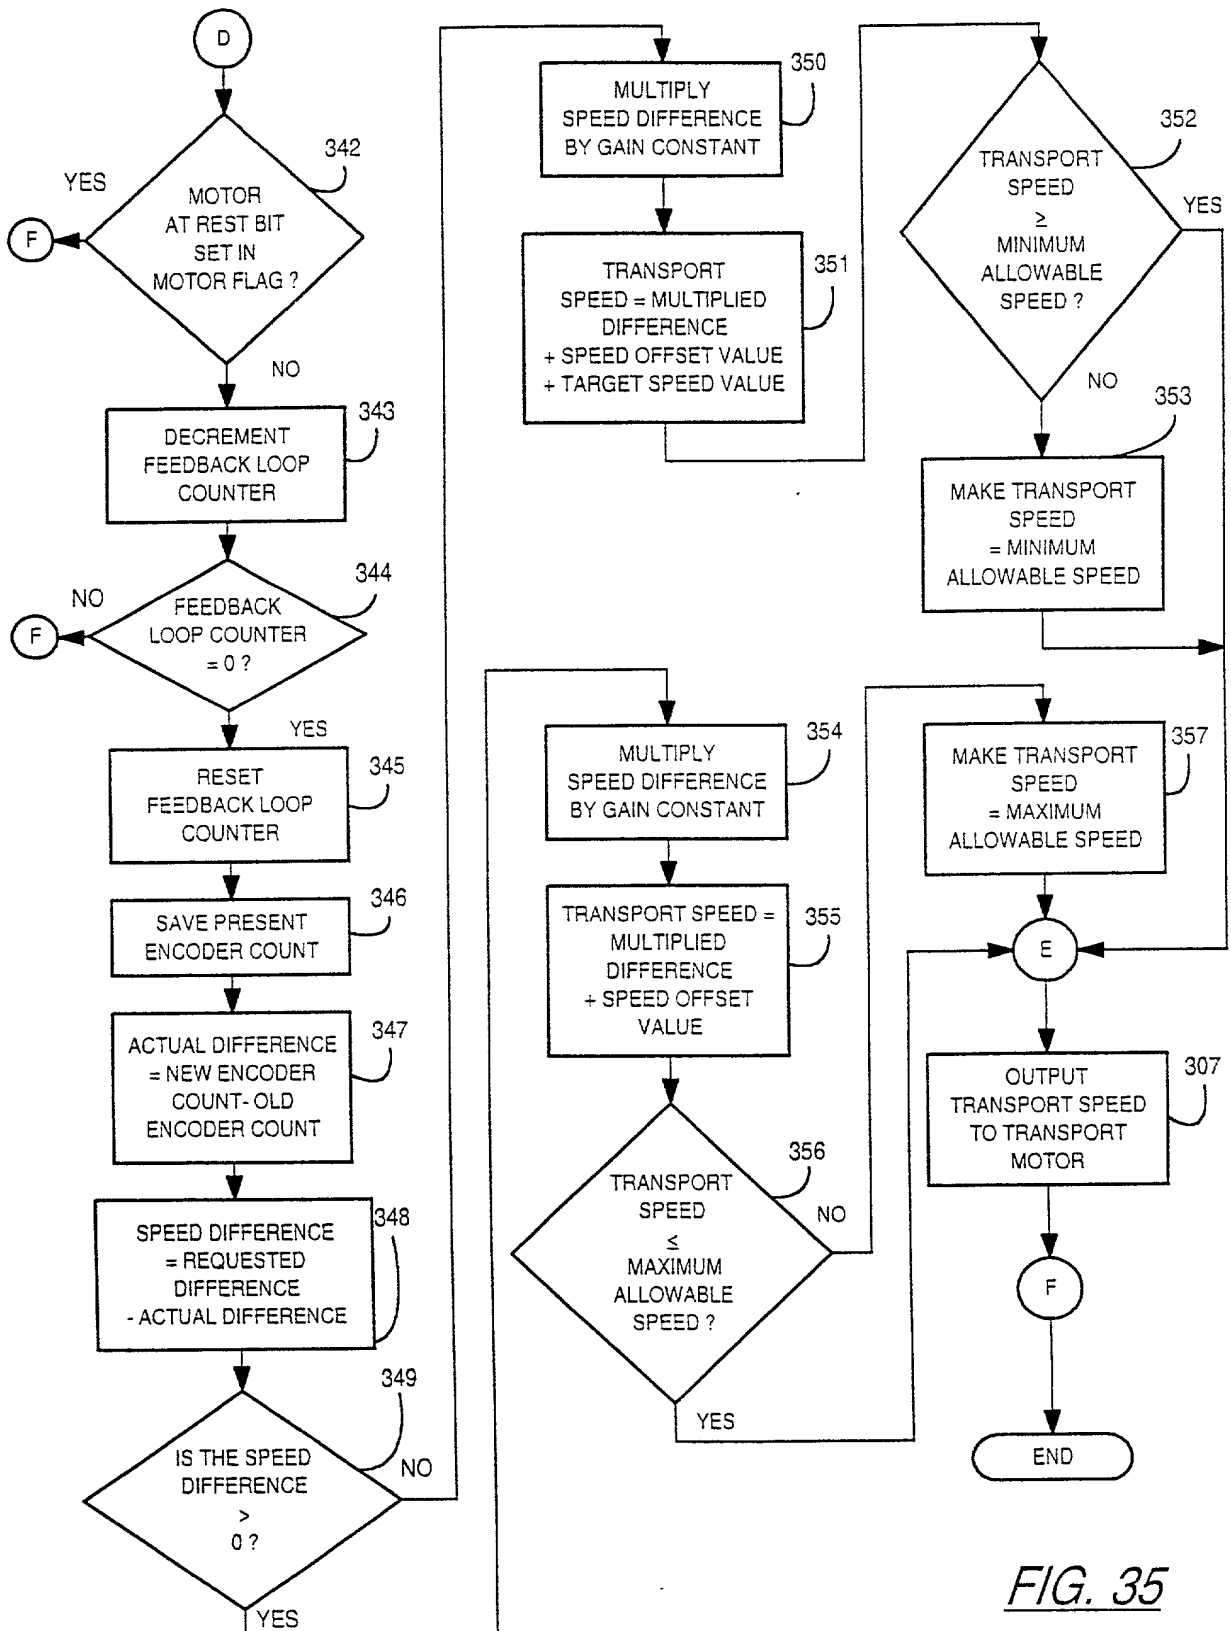 D
342
YES
MOTOR
AT REST BIT
SET IN
MOTOR FLAG ?
F
NO
343
DECREMENT
FEEDBACK LOOP
COUNTER
344
NO
FEEDBACK
LOOP COUNTER
= 0 ?
F
YES
345
RESET
FEEDBACK LOOP
COUNTER
346
SAVE PRESENT
ENCODER COUNT
347
ACTUAL DIFFERENCE
= NEW ENCODER
COUNT- OLD
ENCODER COUNT
348
SPEED DIFFERENCE
= REQUESTED
DIFFERENCE
- ACTUAL DIFFERENCE
349
IS THE SPEED
DIFFERENCE
>
0 ?
NO
YES
350
MULTIPLY
SPEED DIFFERENCE
BY GAIN CONSTANT
351
TRANSPORT
SPEED = MULTIPLIED
DIFFERENCE
+ SPEED OFFSET VALUE
+ TARGET SPEED VALUE
352
TRANSPORT
SPEED
≥
MINIMUM
ALLOWABLE
SPEED ?
YES
NO
353
MAKE TRANSPORT
SPEED
= MINIMUM
ALLOWABLE SPEED
354
MULTIPLY
SPEED DIFFERENCE
BY GAIN CONSTANT
355
TRANSPORT SPEED =
MULTIPLIED
DIFFERENCE
+ SPEED OFFSET
VALUE
356
TRANSPORT
SPEED
≤
MAXIMUM
ALLOWABLE
SPEED ?
NO
YES
357
MAKE TRANSPORT
SPEED
= MAXIMUM
ALLOWABLE SPEED
E
307
OUTPUT
TRANSPORT SPEED
TO TRANSPORT
MOTOR
F
END
FIG. 35